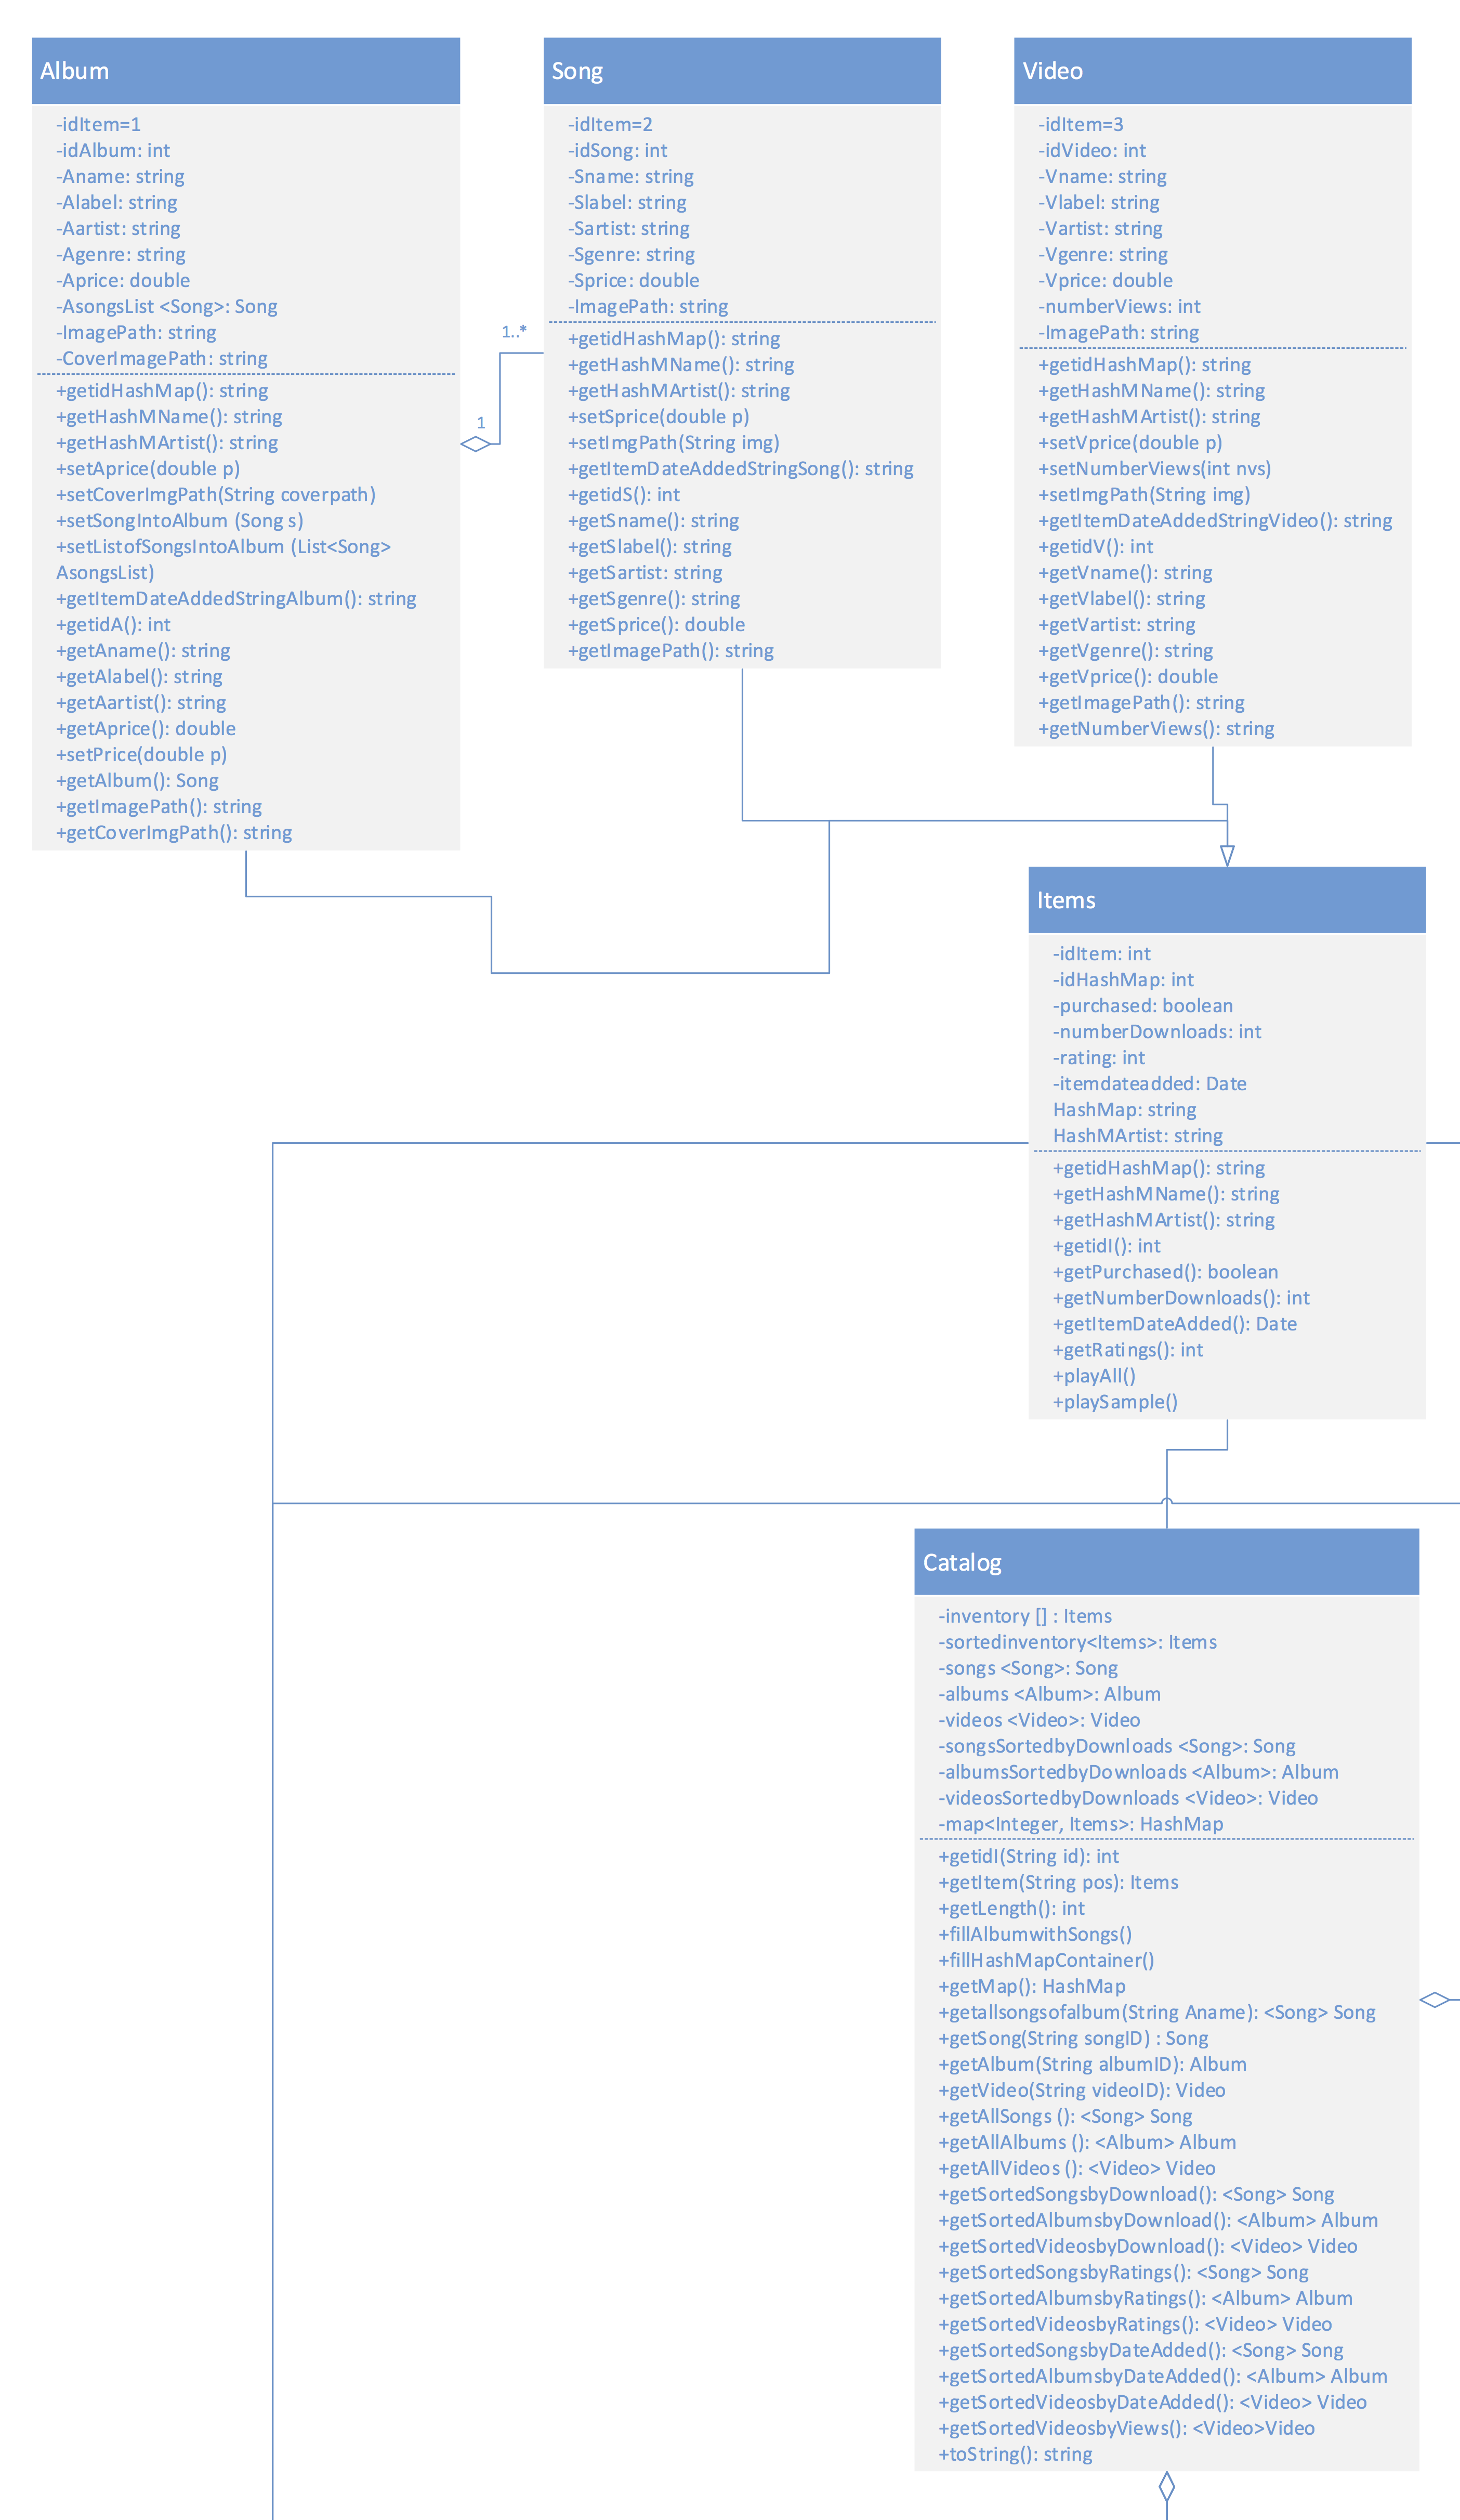 Album
-idItem=1
-idAlbum: int
-Aname: string
-Alabel: string
-Aartist: string
-Agenre: string
-Aprice: double
-AsongsList <Song>: Song
-ImagePath: string
-CoverImagePath: string
+getidHashMap(): string
+getHashMName(): string
+getHashMArtist(): string
+setAprice(double p)
+setCoverImgPath(String coverpath)
+setSongIntoAlbum (Song s)
+setListofSongsIntoAlbum (List<Song>
AsongsList)
+getItemDateAddedStringAlbum(): string
+getidA(): int
+getAname(): string
+getAlabel(): string
+getAartist(): string
+getAprice(): double
+setPrice(double p)
+getAlbum(): Song
+getImagePath(): string
+getCoverImgPath(): string
1
1..*
Song
-idItem=2
-idSong: int
-Sname: string
-Slabel: string
-Sartist: string
-Sgenre: string
-Sprice: double
-ImagePath: string
+getidHashMap(): string
+getHashMName(): string
+getHashMArtist(): string
+setSprice(double p)
+setImgPath(String img)
+getItemDateAddedStringSong(): string
+getidS(): int
+getSname(): string
+getSlabel(): string
+getSartist: string
+getSgenre(): string
+getSprice(): double
+getImagePath(): string
Video
-idItem=3
-idVideo: int
-Vname: string
-Vlabel: string
-Vartist: string
-Vgenre: string
-Vprice: double
-numberViews: int
-ImagePath: string
+getidHashMap(): string
+getHashMName(): string
+getHashMArtist(): string
+setVprice(double p)
+setNumberViews(int nvs)
+setImgPath(String img)
+getItemDateAddedStringVideo(): string
+getidV(): int
+getVname(): string
+getVlabel(): string
+getVartist: string
+getVgenre(): string
+getVprice(): double
+getImagePath(): string
+getNumberViews(): string
Items
-idItem: int
-idHashMap: int
-purchased: boolean
-numberDownloads: int
-rating: int
-itemdateadded: Date
HashMap: string
HashMArtist: string
+getidHashMap(): string
+getHashMName(): string
+getHashMArtist(): string
+getidI(): int
+getPurchased(): boolean
+getNumberDownloads(): int
+getItemDateAdded(): Date
+getRatings(): int
+playAll()
+playSample()
Catalog
-inventory [] : Items
-sortedinventory<Items>: Items
-songs <Song>: Song
-albums <Album>: Album
-videos <Video>: Video
-songsSortedbyDownloads <Song>: Song
-albumsSortedbyDownloads <Album>: Album
-videosSortedbyDownloads <Video>: Video
-map<Integer, Items>: HashMap
+getidI(String id): int
+getItem(String pos): Items
+getLength(): int
+fillAlbumwithSongs()
+fillHashMapContainer()
+getMap(): HashMap
+getallsongsofalbum(String Aname): <Song> Song
+getSong(String songID) : Song
+getAlbum(String albumID): Album
+getVideo(String videoID): Video
+getAllSongs (): <Song> Song
+getAllAlbums (): <Album> Album
+getAllVideos (): <Video> Video
+getSortedSongsbyDownload(): <Song> Song
+getSortedAlbumsbyDownload(): <Album> Album
+getSortedVideosbyDownload(): <Video> Video
+getSortedSongsbyRatings(): <Song> Song
+getSortedAlbumsbyRatings(): <Album> Album
+getSortedVideosbyRatings(): <Video> Video
+getSortedSongsbyDateAdded(): <Song> Song
+getSortedAlbumsbyDateAdded(): <Album> Album
+getSortedVideosbyDateAdded(): <Video> Video
+getSortedVideosbyViews(): <Video>Video
+toString(): string